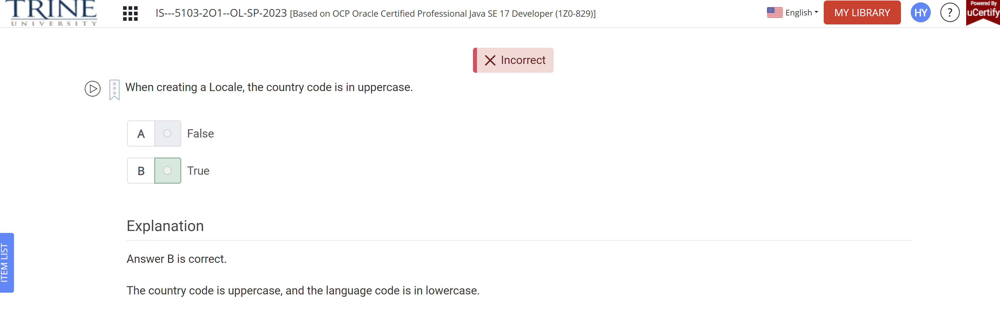 TRINE
UNIVERSITY
IS---5103-2O1--OL-SP-2023 [Based on OCP Oracle Certified Professional Java SE 17 Developer (1Z0-829)]
English
MY LIBRARY
HY
?
Powered By
uCertify
Incorrect
When creating a Locale, the country code is in uppercase.
A False
B True
Explanation
Answer B is correct.
The country code is uppercase, and the language code is in lowercase.
ITEM LIST